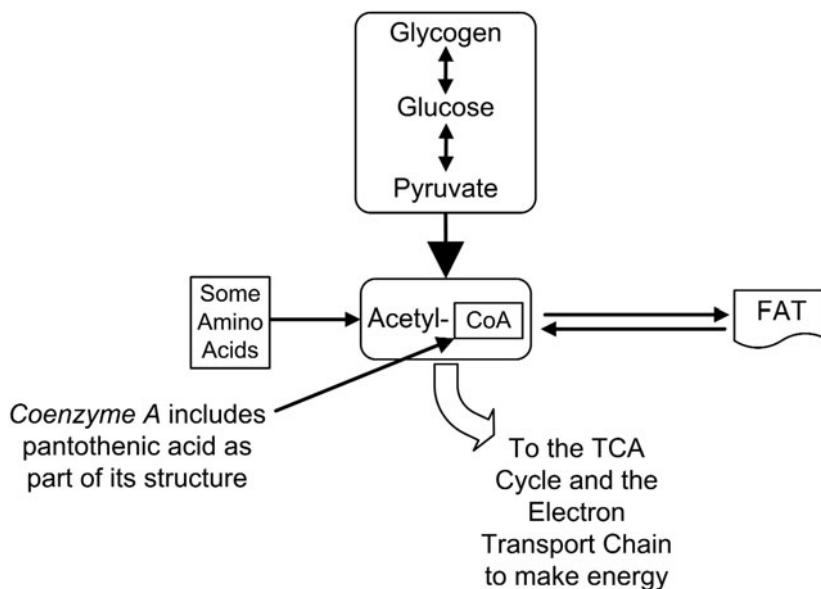 Glycogen
Glucose
Pyruvate
Some
Amino
Acids
Acetyl- CoA
FAT
Coenzyme A includes
pantothenic acid as
part of its structure
To the TCA
Cycle and the
Electron
Transport Chain
to make energy